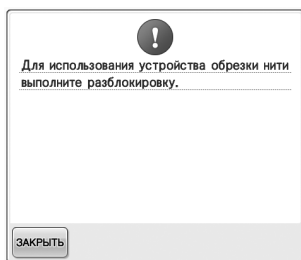 Для использования устройства обрезки нити
выполните разблокировку.
ЗАКРЫТЬ